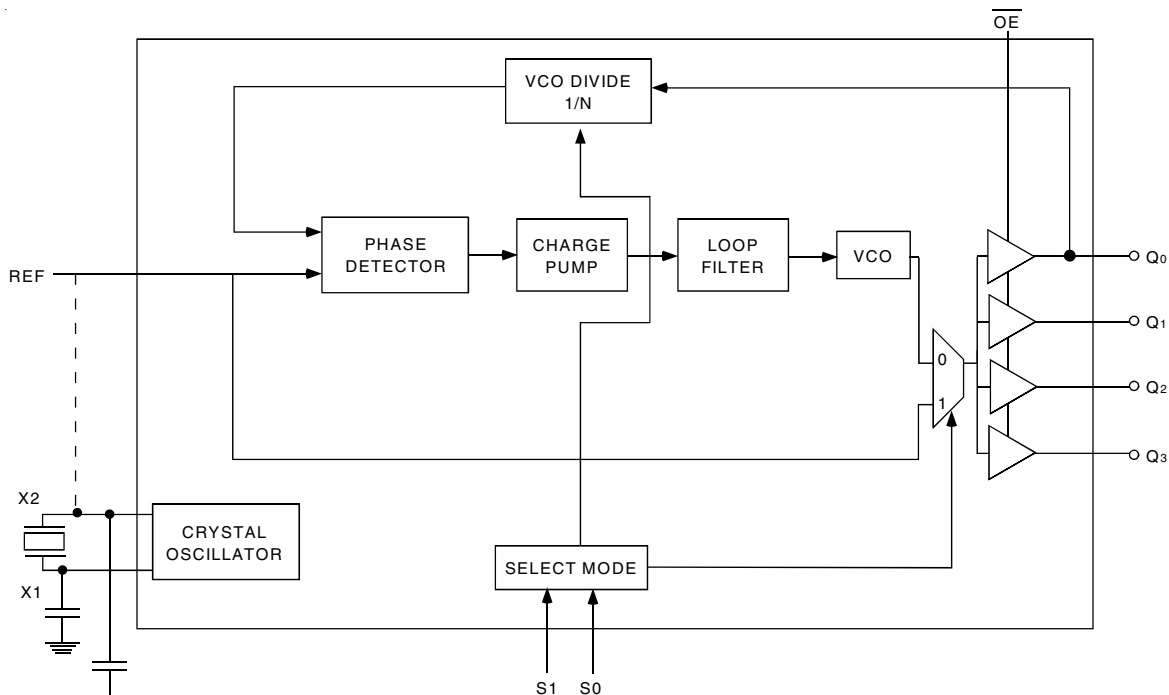 OE
VCO DIVIDE
1/N
PHASE
DETECTOR
CHARGE
PUMP
LOOP
FILTER
VCO
REF
Q0
Q1
0
Q2
1
Q3
X2
CRYSTAL
OSCILLATOR
SELECT MODE
X1
S1
S0